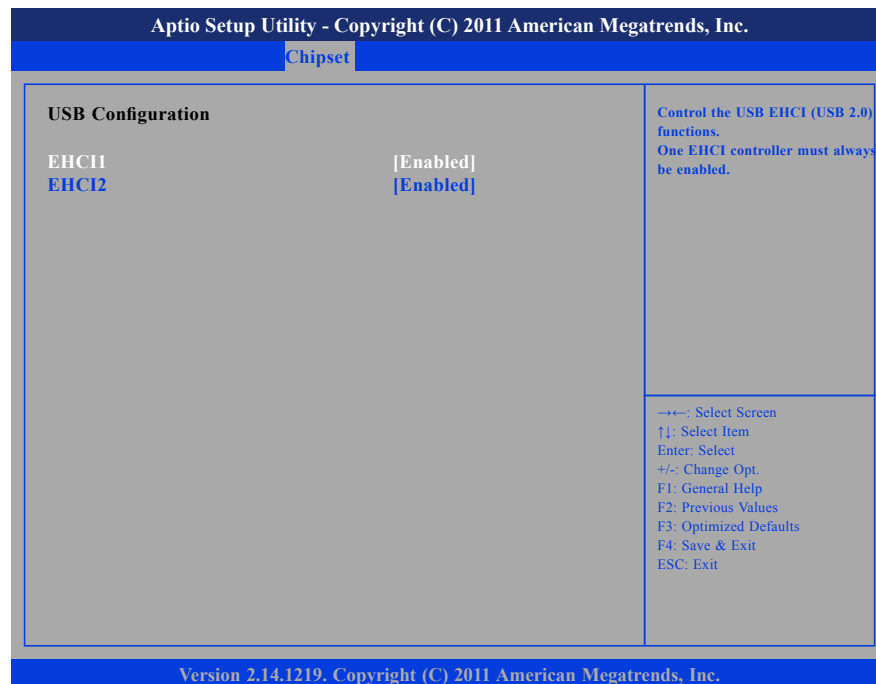 Aptio Setup Utility - Copyright (C) 2011 American Megatrends, Inc.
Chipset
USB Configuration
EHCI1 [Enabled]
EHCI2 [Enabled]
Control the USB EHCI (USB 2.0)
functions.
One EHCI controller must always
be enabled.
→←: Select Screen
↑↓: Select Item
Enter: Select
+/-: Change Opt.
F1: General Help
F2: Previous Values
F3: Optimized Defaults
F4: Save & Exit
ESC: Exit
Version 2.14.1219. Copyright (C) 2011 American Megatrends, Inc.